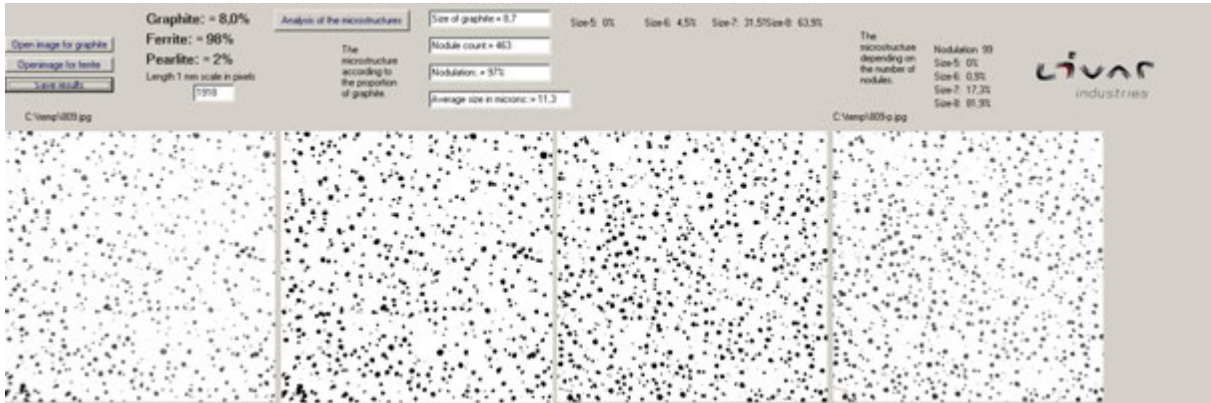 Open image for graphite
Openimage for ferrite
Save results
Graphite: = 8,0%
Ferrite: = 98%
Pearlite: = 2%
Length 1 mm scale in pixels
1918
C:\temp\809.jpg
Analysis of the microstructures
The
microstructure
according to
the proportion
of graphite.
Size of graphite = 8,7
Nodule count = 463
Nodulation: = 97%
Average size in microns: = 11,3
Size-5: 0% Size-6: 4,5% Size-7: 31,5%Size-8: 63,9%
The
microstructure
depending on
the number of
nodules.
Nodulation 99
Size-5: 0%
Size-6: 0,9%
Size-7: 17,3%
Size-8: 81,9%
C:\temp\809-p.jpg
Livar
industries